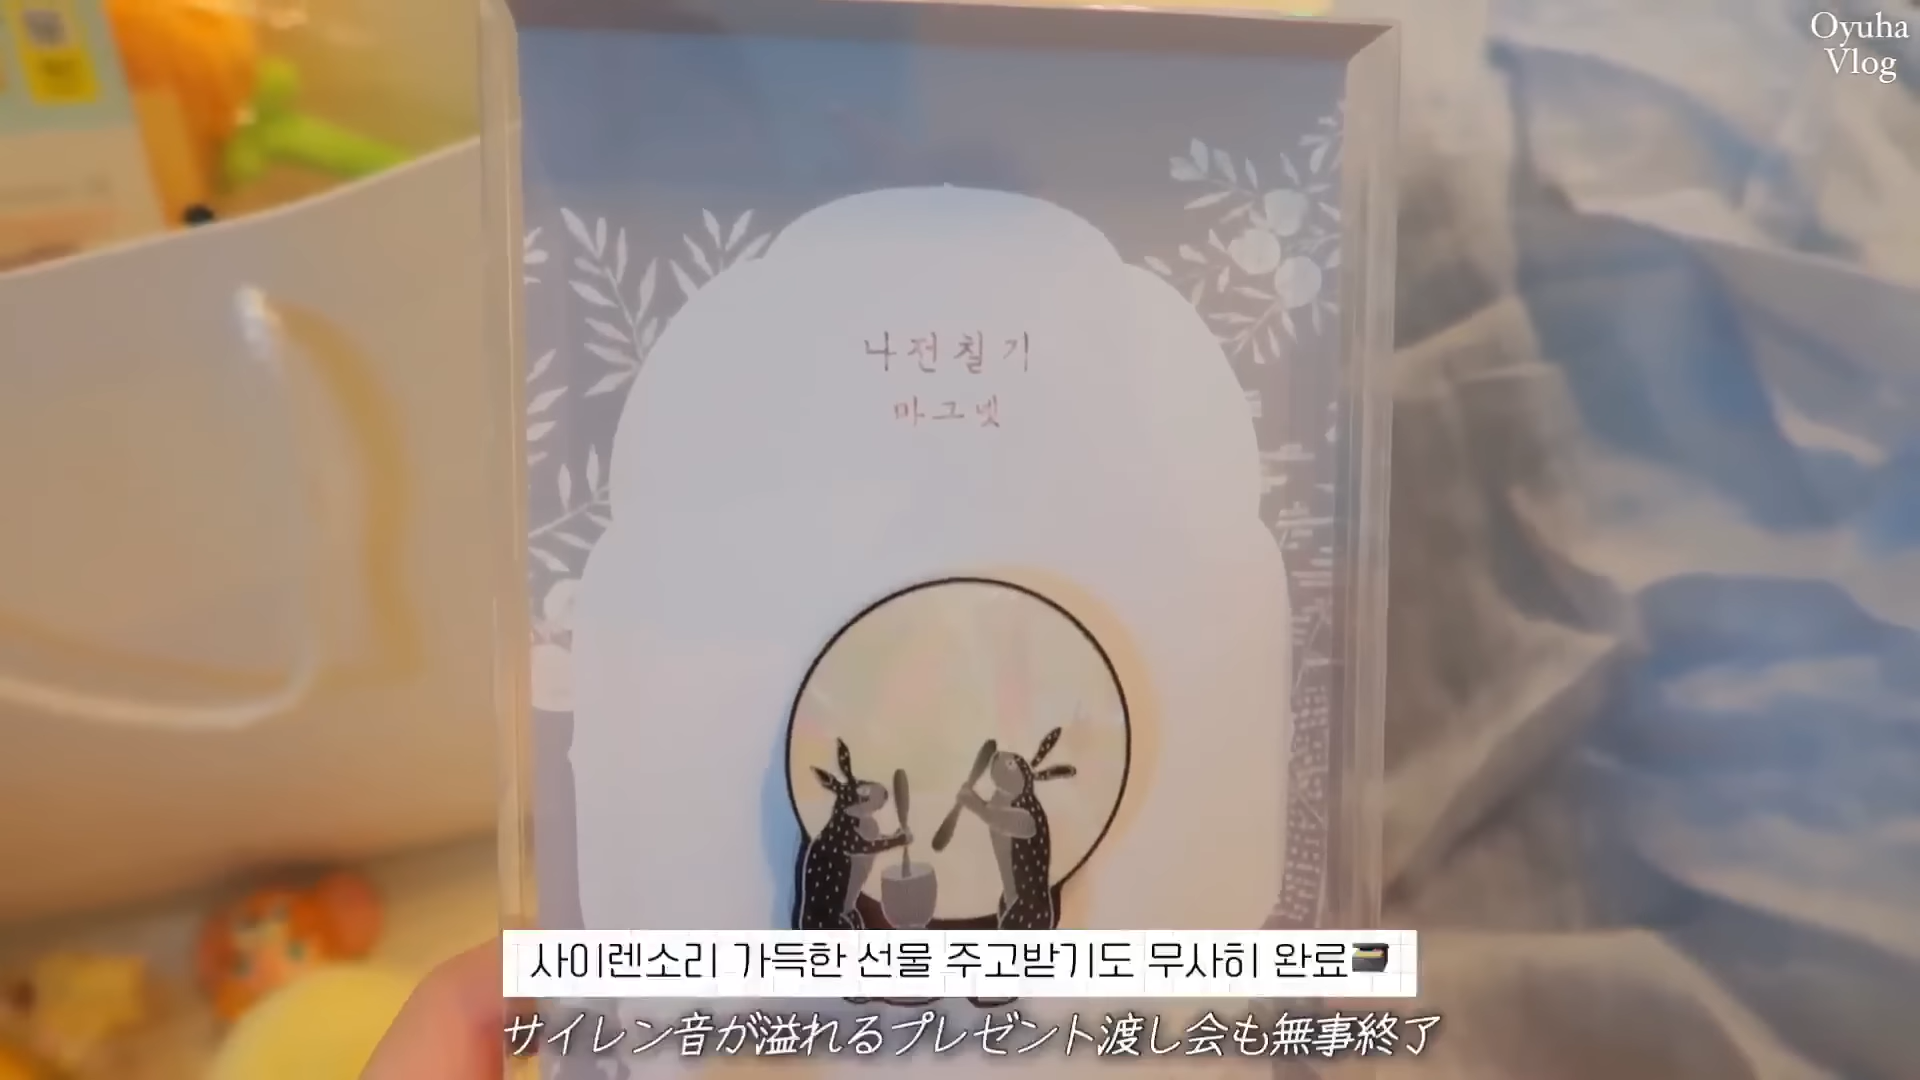 Oyuha
Vlog
나전칠기
마그넷
사이렌소리 가득한 선물 주고받기도 무사히 완료
サイレン音が溢れるプレゼント渡し会も無事終了